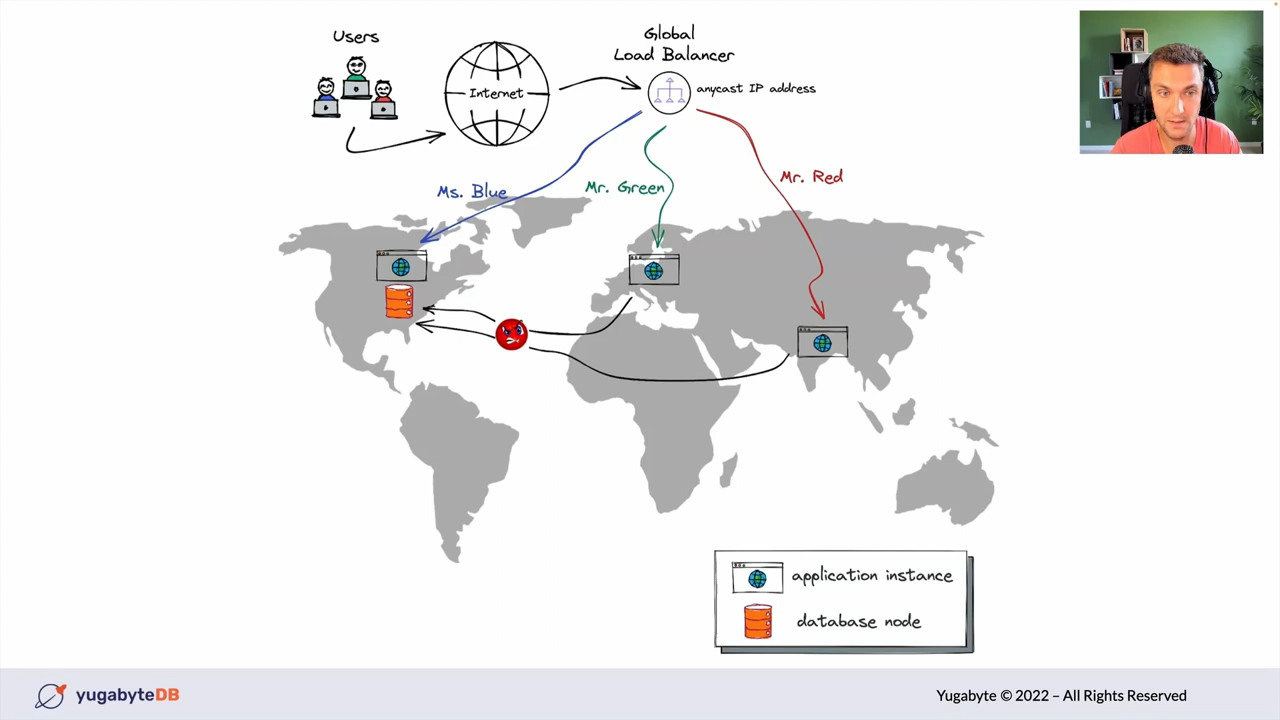 Users
Internet
Global
Load Balancer
anycast IP address
Ms. Blue
Mr. Green
Mr. Red
application instance
database node
yugabyteDB
Yugabyte © 2022 – All Rights Reserved